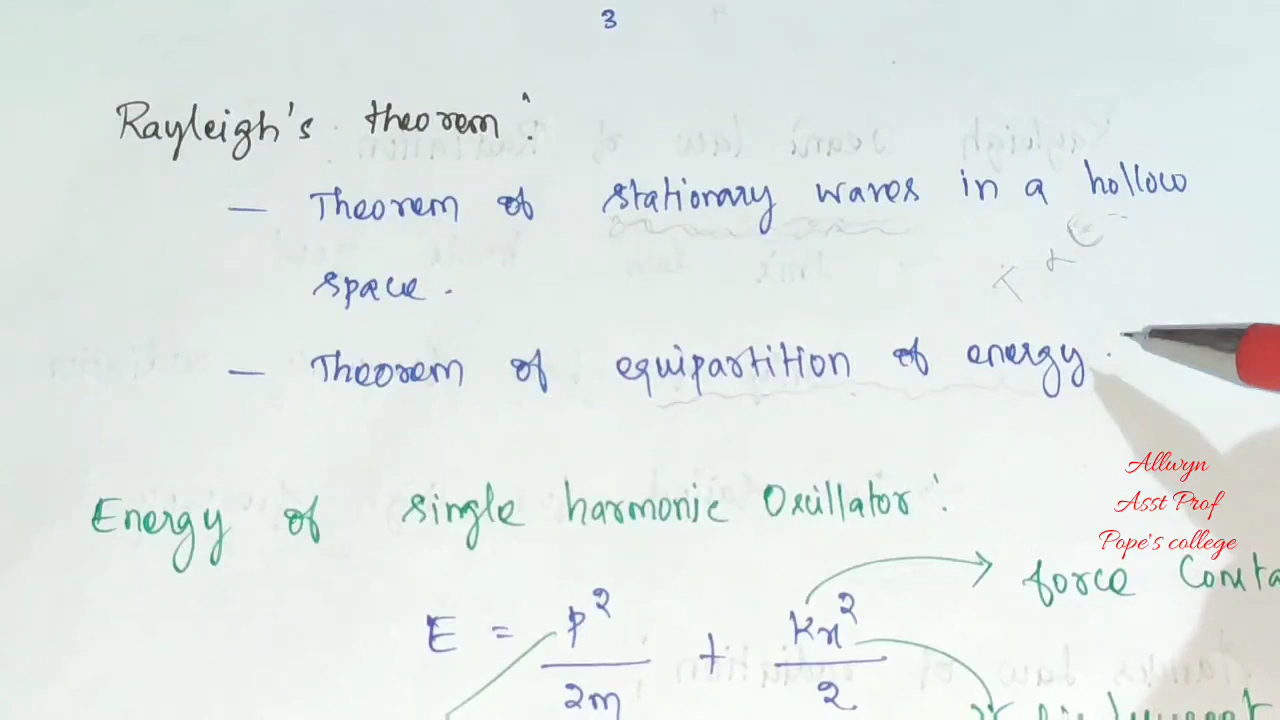 3
Rayleigh's theorem :
— Theorem of stationary waves in a hollow
space.
— Theorem of equipartition of energy.
Allwyn
Asst Prof
Pope's college
Energy of single harmonic Oscillator :
force
E = p²/2m + kx²/2